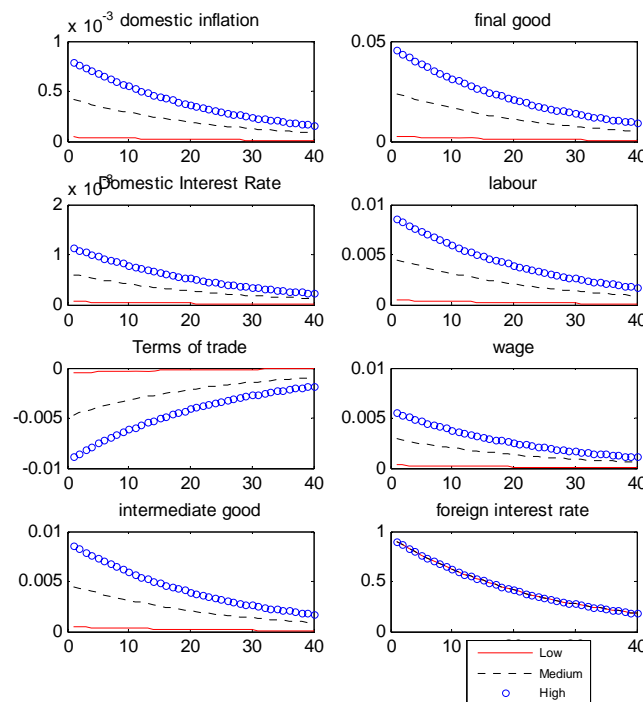 x 10⁻³ domestic inflation
1
0.5
0
0 10 20 30 40
final good
0.05
0
0 10 20 30 40
x 10⁻³ Domestic Interest Rate
2
1
0
0 10 20 30 40
labour
0.01
0.005
0
0 10 20 30 40
Terms of trade
0
-0.005
-0.01
0 10 20 30 40
wage
0.01
0.005
0
0 10 20 30 40
intermediate good
0.01
0.005
0
0 10 20 30 40
foreign interest rate
1
0.5
0
0 10 20 30 40
Low
Medium
High